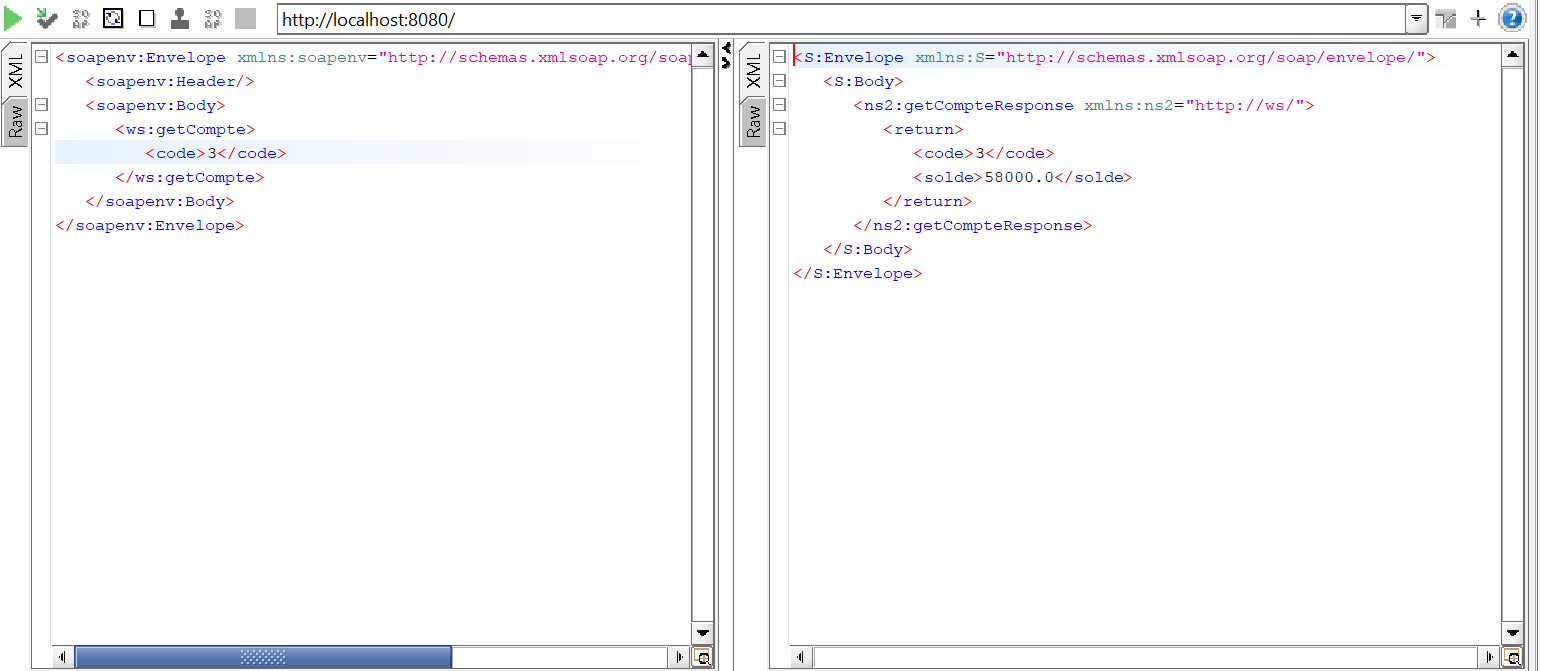 http://localhost:8080/
XML
Raw
<soapenv:Envelope xmlns:soapenv="http://schemas.xmlsoap.org/soap
<soapenv:Header/>
<soapenv:Body>
<ws:getCompte>
<code>3</code>
</ws:getCompte>
</soapenv:Body>
</soapenv:Envelope>
XML
Raw
<S:Envelope xmlns:S="http://schemas.xmlsoap.org/soap/envelope/">
<S:Body>
<ns2:getCompteResponse xmlns:ns2="http://ws/">
<return>
<code>3</code>
<solde>58000.0</solde>
</return>
</ns2:getCompteResponse>
</S:Body>
</S:Envelope>